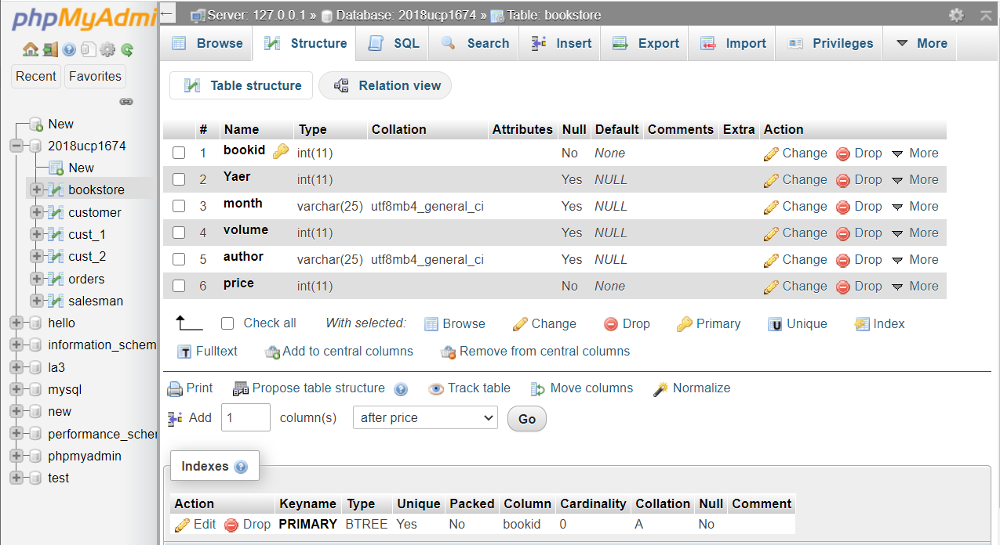 phpMyAdmi
Recent Favorites
New
2018ucp1674
New
bookstore
customer
cust_1
cust_2
orders
salesman
hello
information_schem
la3
mysql
new
performance_scher
phpmyadmin
test
Server: 127.0.0.1 » Database: 2018ucp1674 » Table: bookstore
Browse Structure SQL Search Insert Export Import Privileges More
Table structure Relation view
# Name Type Collation Attributes Null Default Comments Extra Action
1 bookid int(11) No None Change Drop More
2 Yaer int(11) Yes NULL Change Drop More
3 month varchar(25) utf8mb4_general_ci Yes NULL Change Drop More
4 volume int(11) Yes NULL Change Drop More
5 author varchar(25) utf8mb4_general_ci Yes NULL Change Drop More
6 price int(11) No None Change Drop More
Check all With selected: Browse Change Drop Primary Unique Index
Fulltext Add to central columns Remove from central columns
Print Propose table structure Track table Move columns Normalize
Add 1 column(s) after price Go
Indexes
Action Keyname Type Unique Packed Column Cardinality Collation Null Comment
Edit Drop PRIMARY BTREE Yes No bookid 0 A No